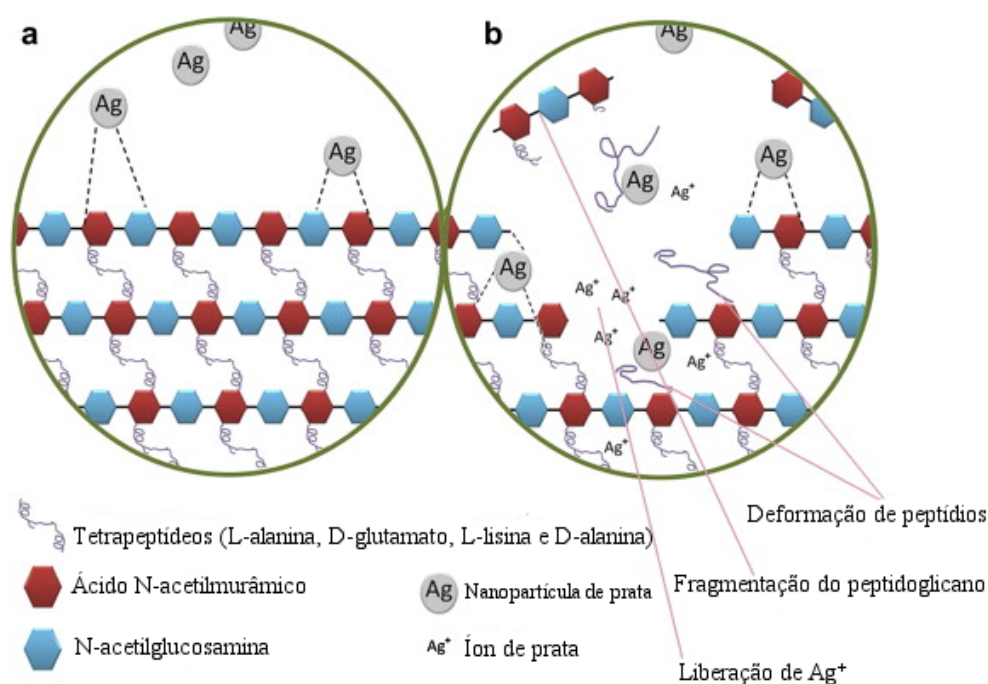 a
b
Ag
Ag
Ag
Ag
Ag
Ag
Ag
Ag⁺
Ag
Ag⁺
Ag⁺
Ag⁺
Ag
Ag⁺
Ag⁺
Deformação de peptídios
Tetrapeptídeos (L-alanina, D-glutamato, L-lisina e D-alanina)
Ácido N-acetilmurâmico
Ag Nanopartícula de prata
Fragmentação do peptidoglicano
N-acetilglucosamina
Ag⁺ Íon de prata
Liberação de Ag⁺